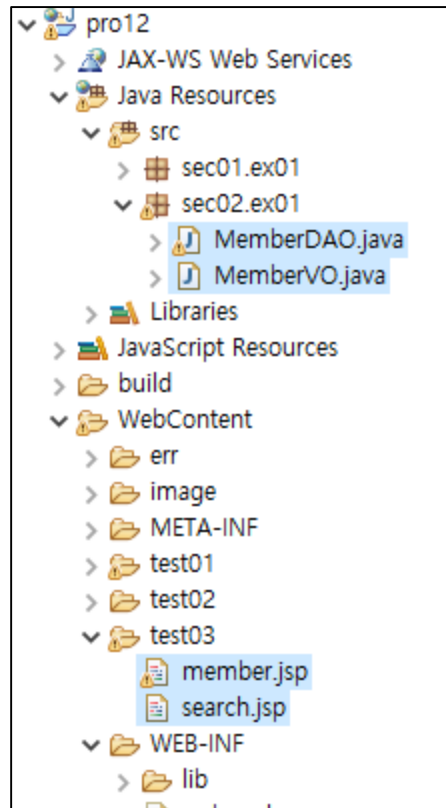 pro12
JAX-WS Web Services
Java Resources
src
sec01.ex01
sec02.ex01
MemberDAO.java
MemberVO.java
Libraries
JavaScript Resources
build
WebContent
err
image
META-INF
test01
test02
test03
member.jsp
search.jsp
WEB-INF
lib